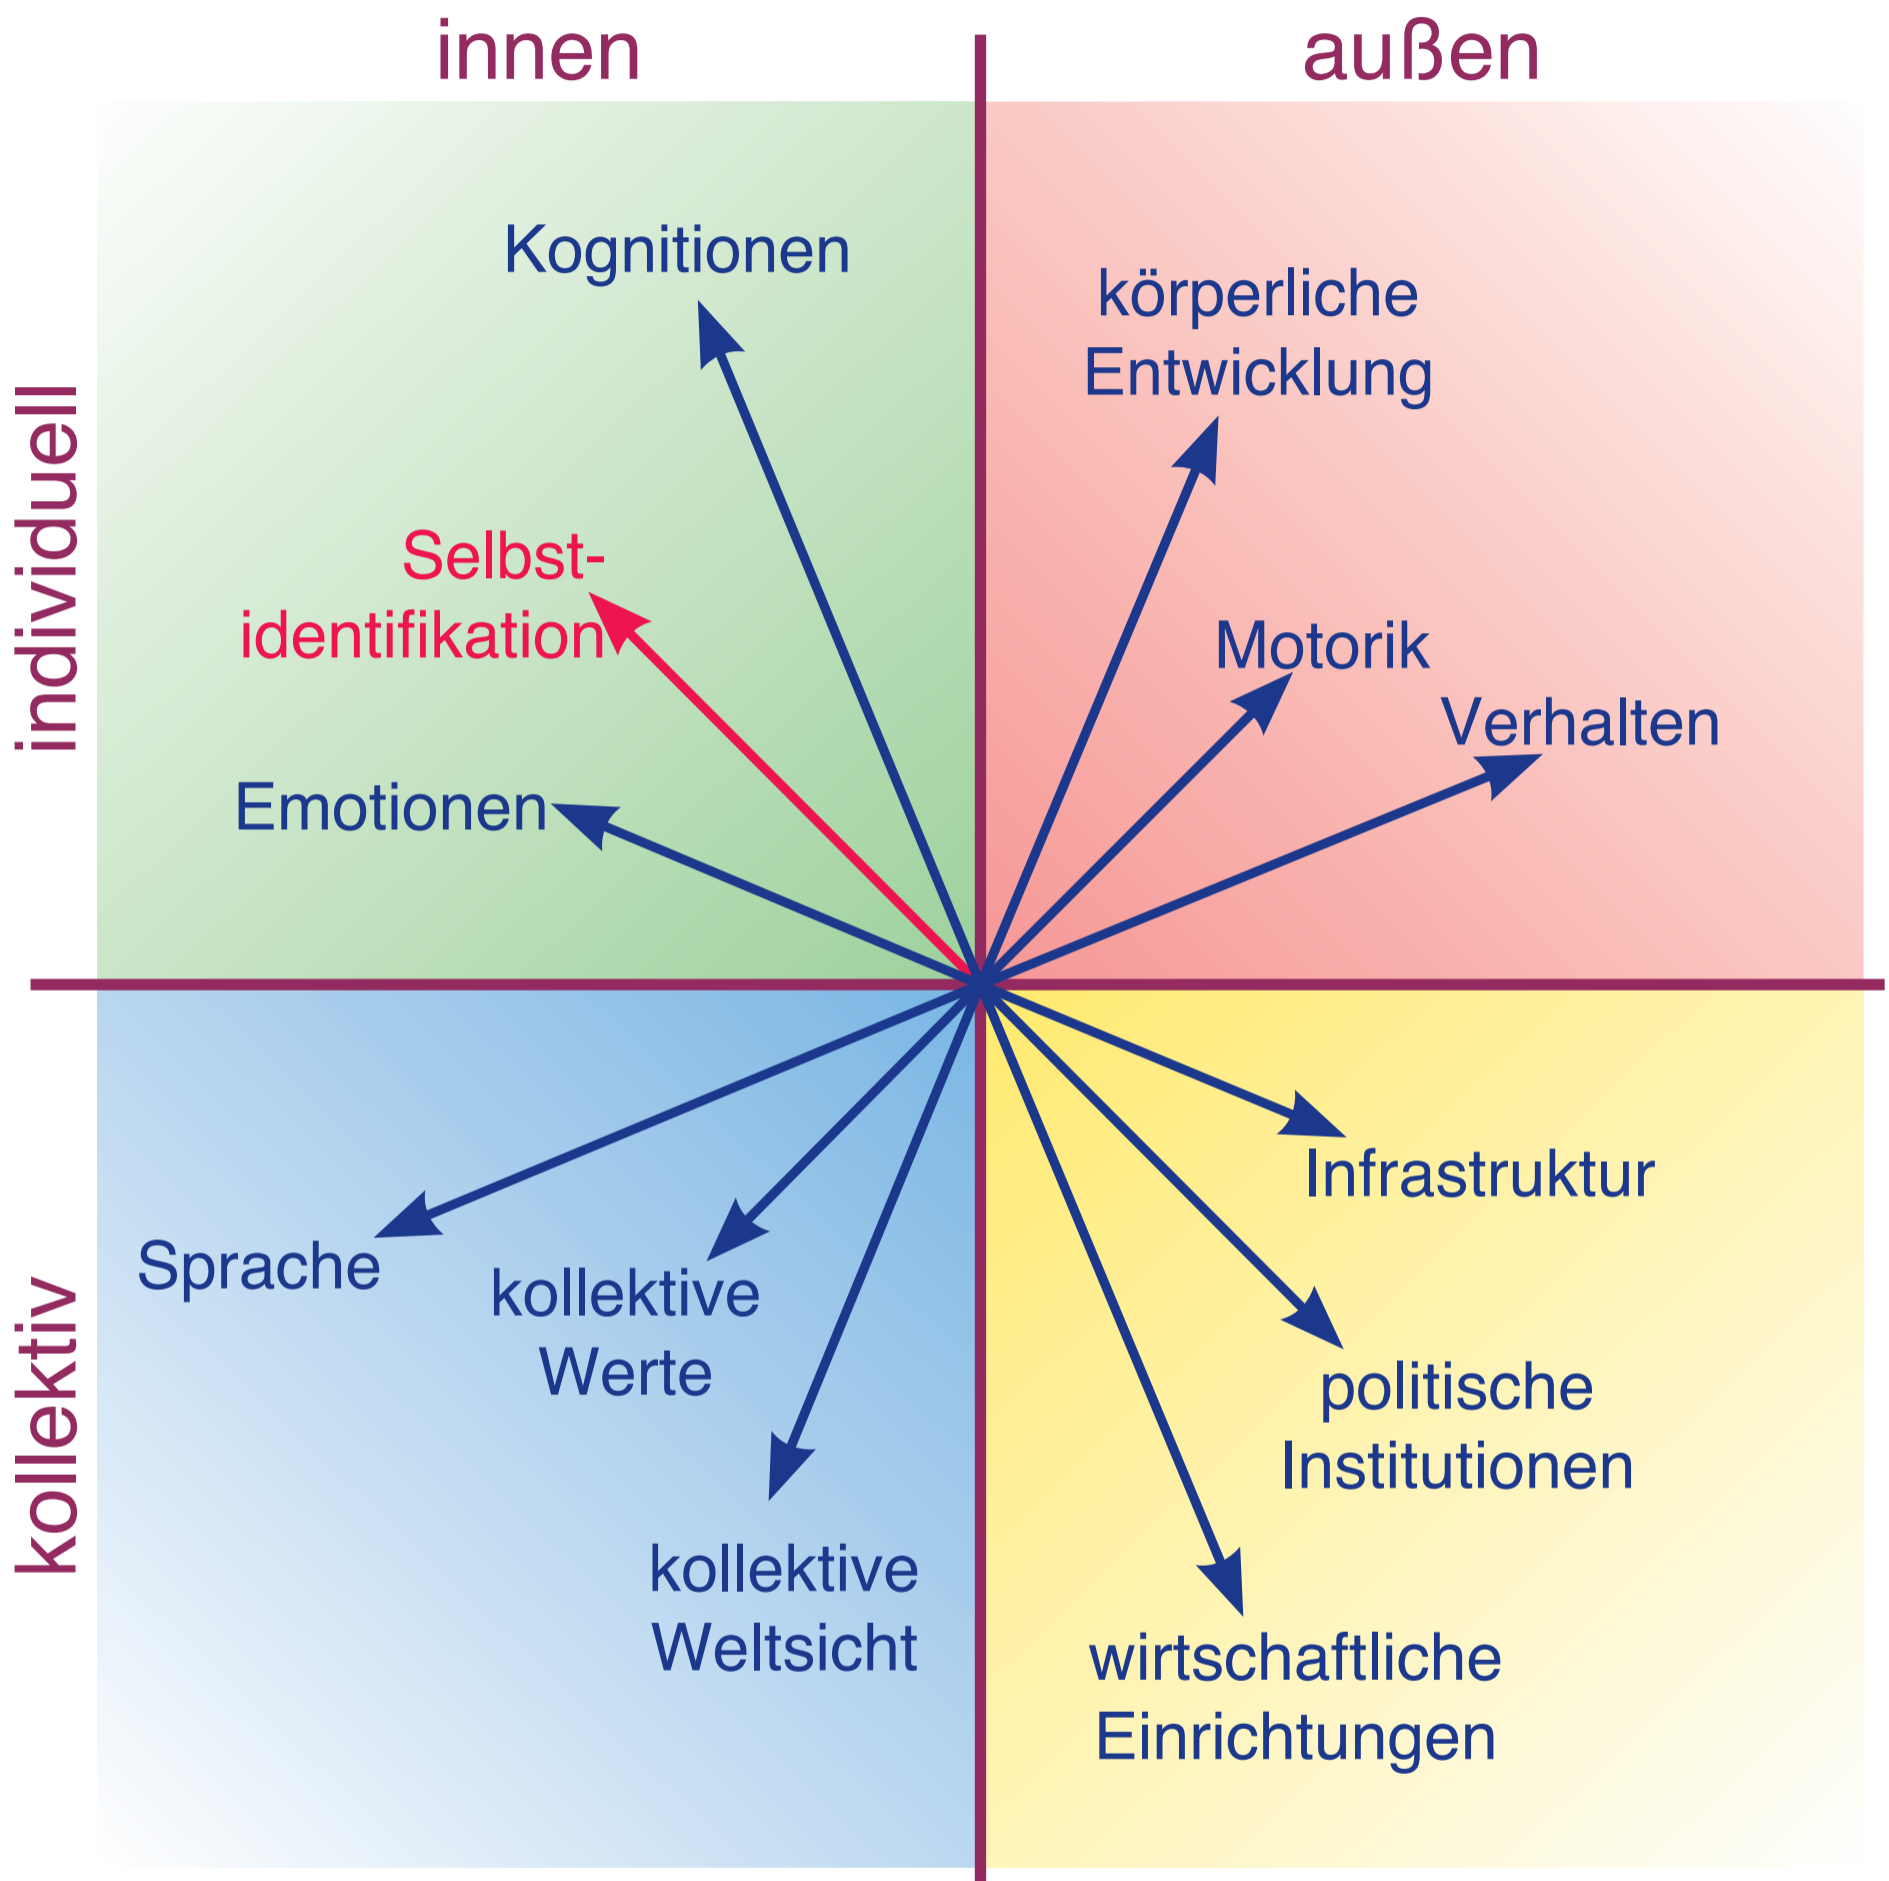 innen
außen
individuell
Kognitionen
körperliche
Entwicklung
Selbst-
identifikation
Motorik
Verhalten
Emotionen
kollektiv
Sprache
kollektive
Werte
kollektive
Weltsicht
Infrastruktur
politische
Institutionen
wirtschaftliche
Einrichtungen